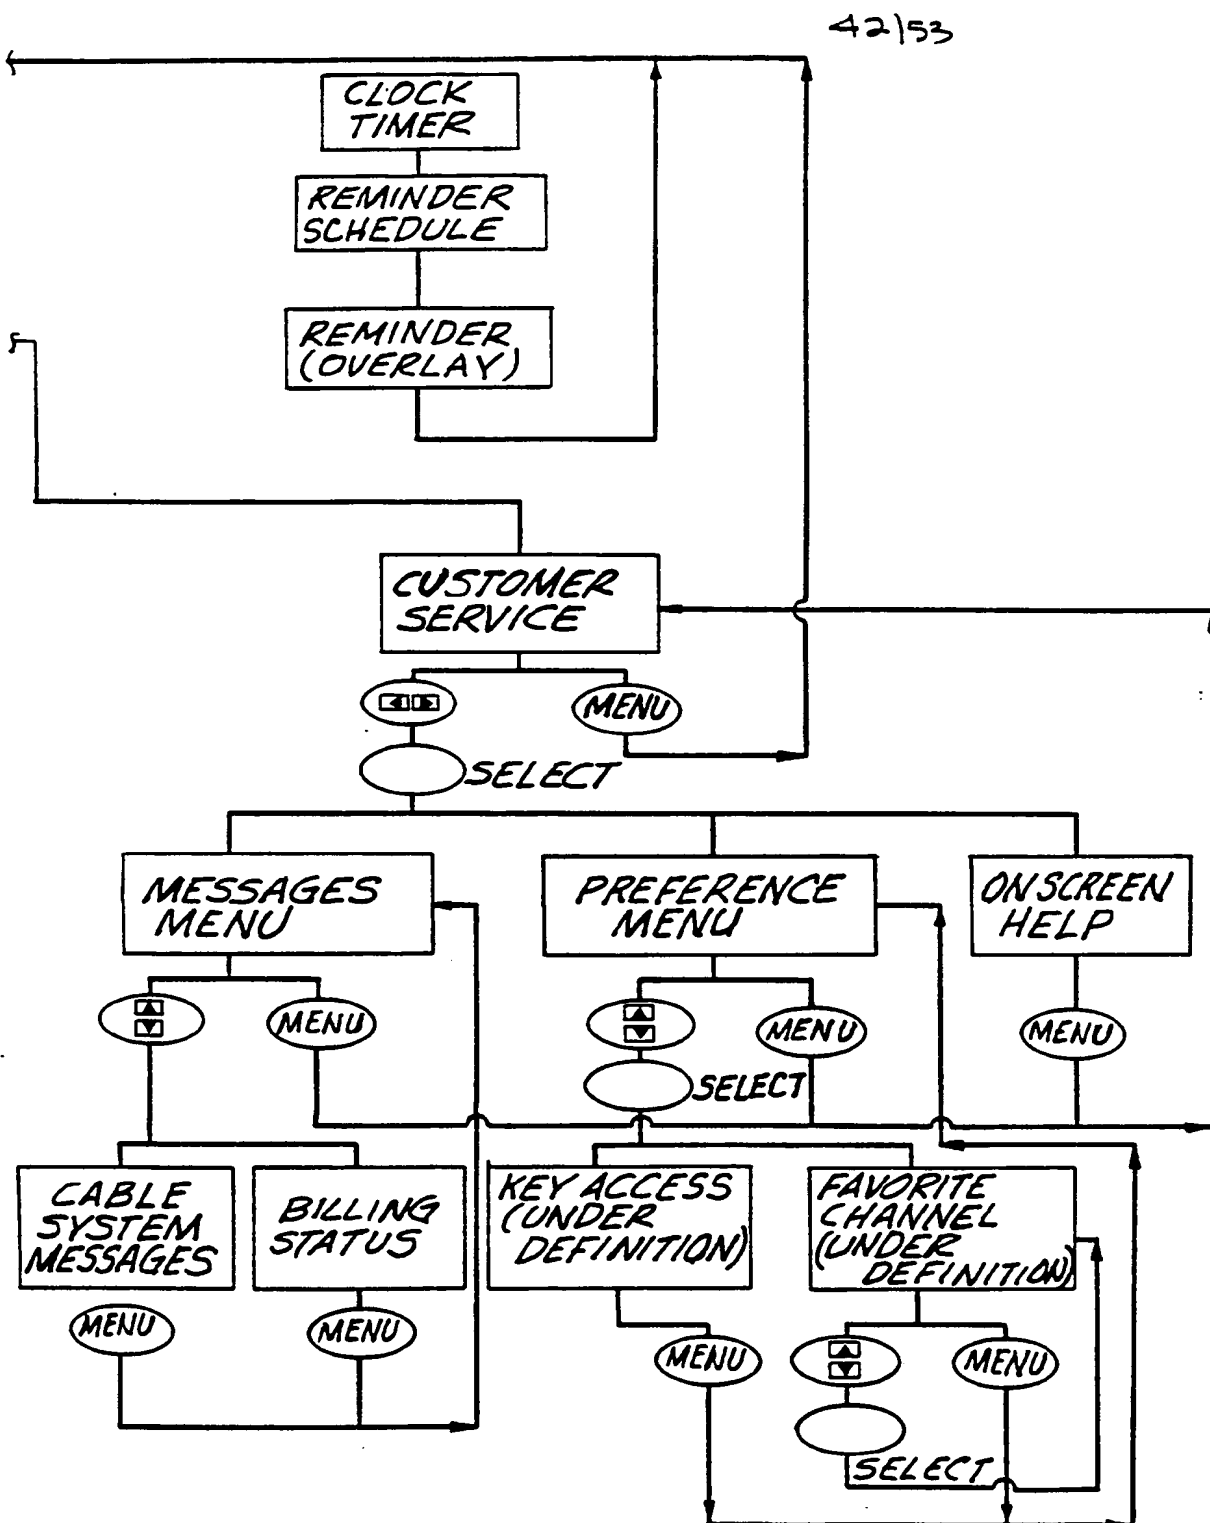 42/53
CLOCK
TIMER
REMINDER
SCHEDULE
REMINDER
(OVERLAY)
CUSTOMER
SERVICE
MENU
SELECT
MESSAGES
MENU
PREFERENCE
MENU
ON SCREEN
HELP
MENU
MENU
MENU
SELECT
CABLE
SYSTEM
MESSAGES
BILLING
STATUS
KEY ACCESS
(UNDER
DEFINITION)
FAVORITE
CHANNEL
(UNDER
DEFINITION)
MENU
MENU
MENU
MENU
SELECT